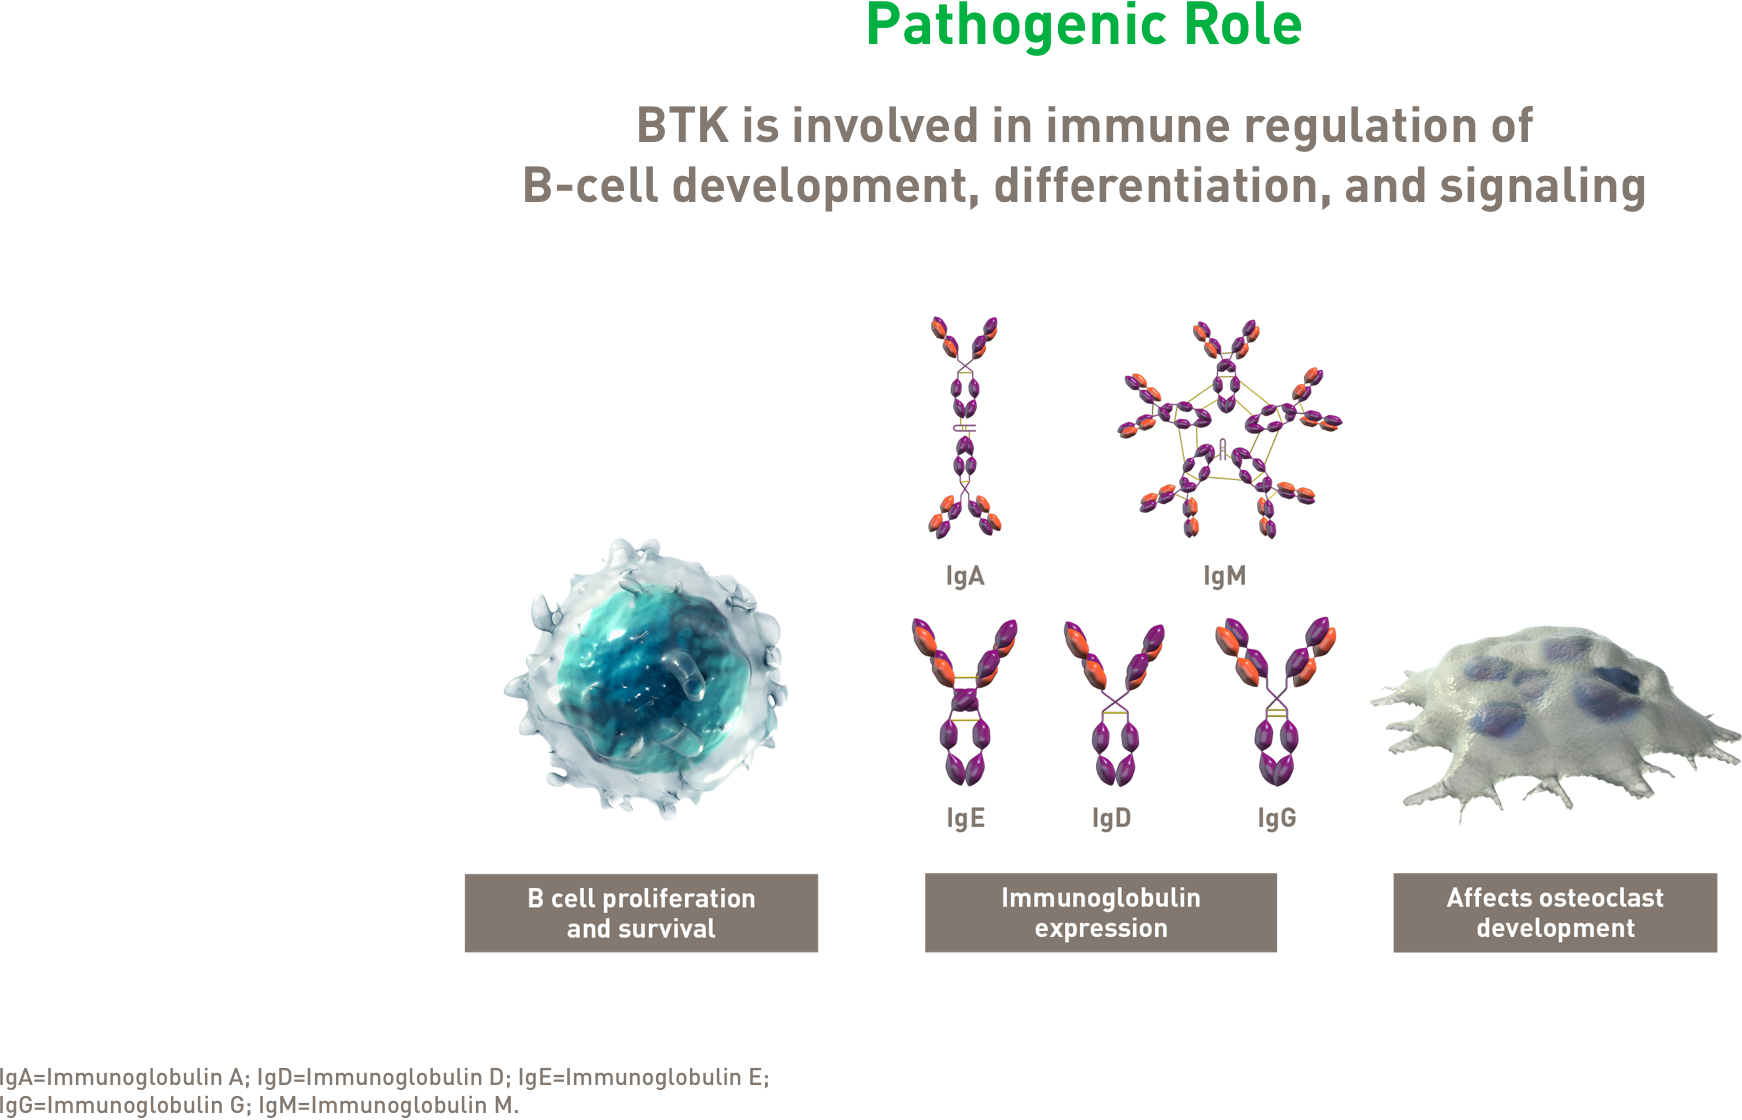 Pathogenic Role
BTK is involved in immune regulation of
B-cell development, differentiation, and signaling
IgA
IgM
IgE
IgD
IgG
B cell proliferation
and survival
Immunoglobulin
expression
Affects osteoclast
development
IgA=Immunoglobulin A; IgD=Immunoglobulin D; IgE=Immunoglobulin E;
IgG=Immunoglobulin G; IgM=Immunoglobulin M.